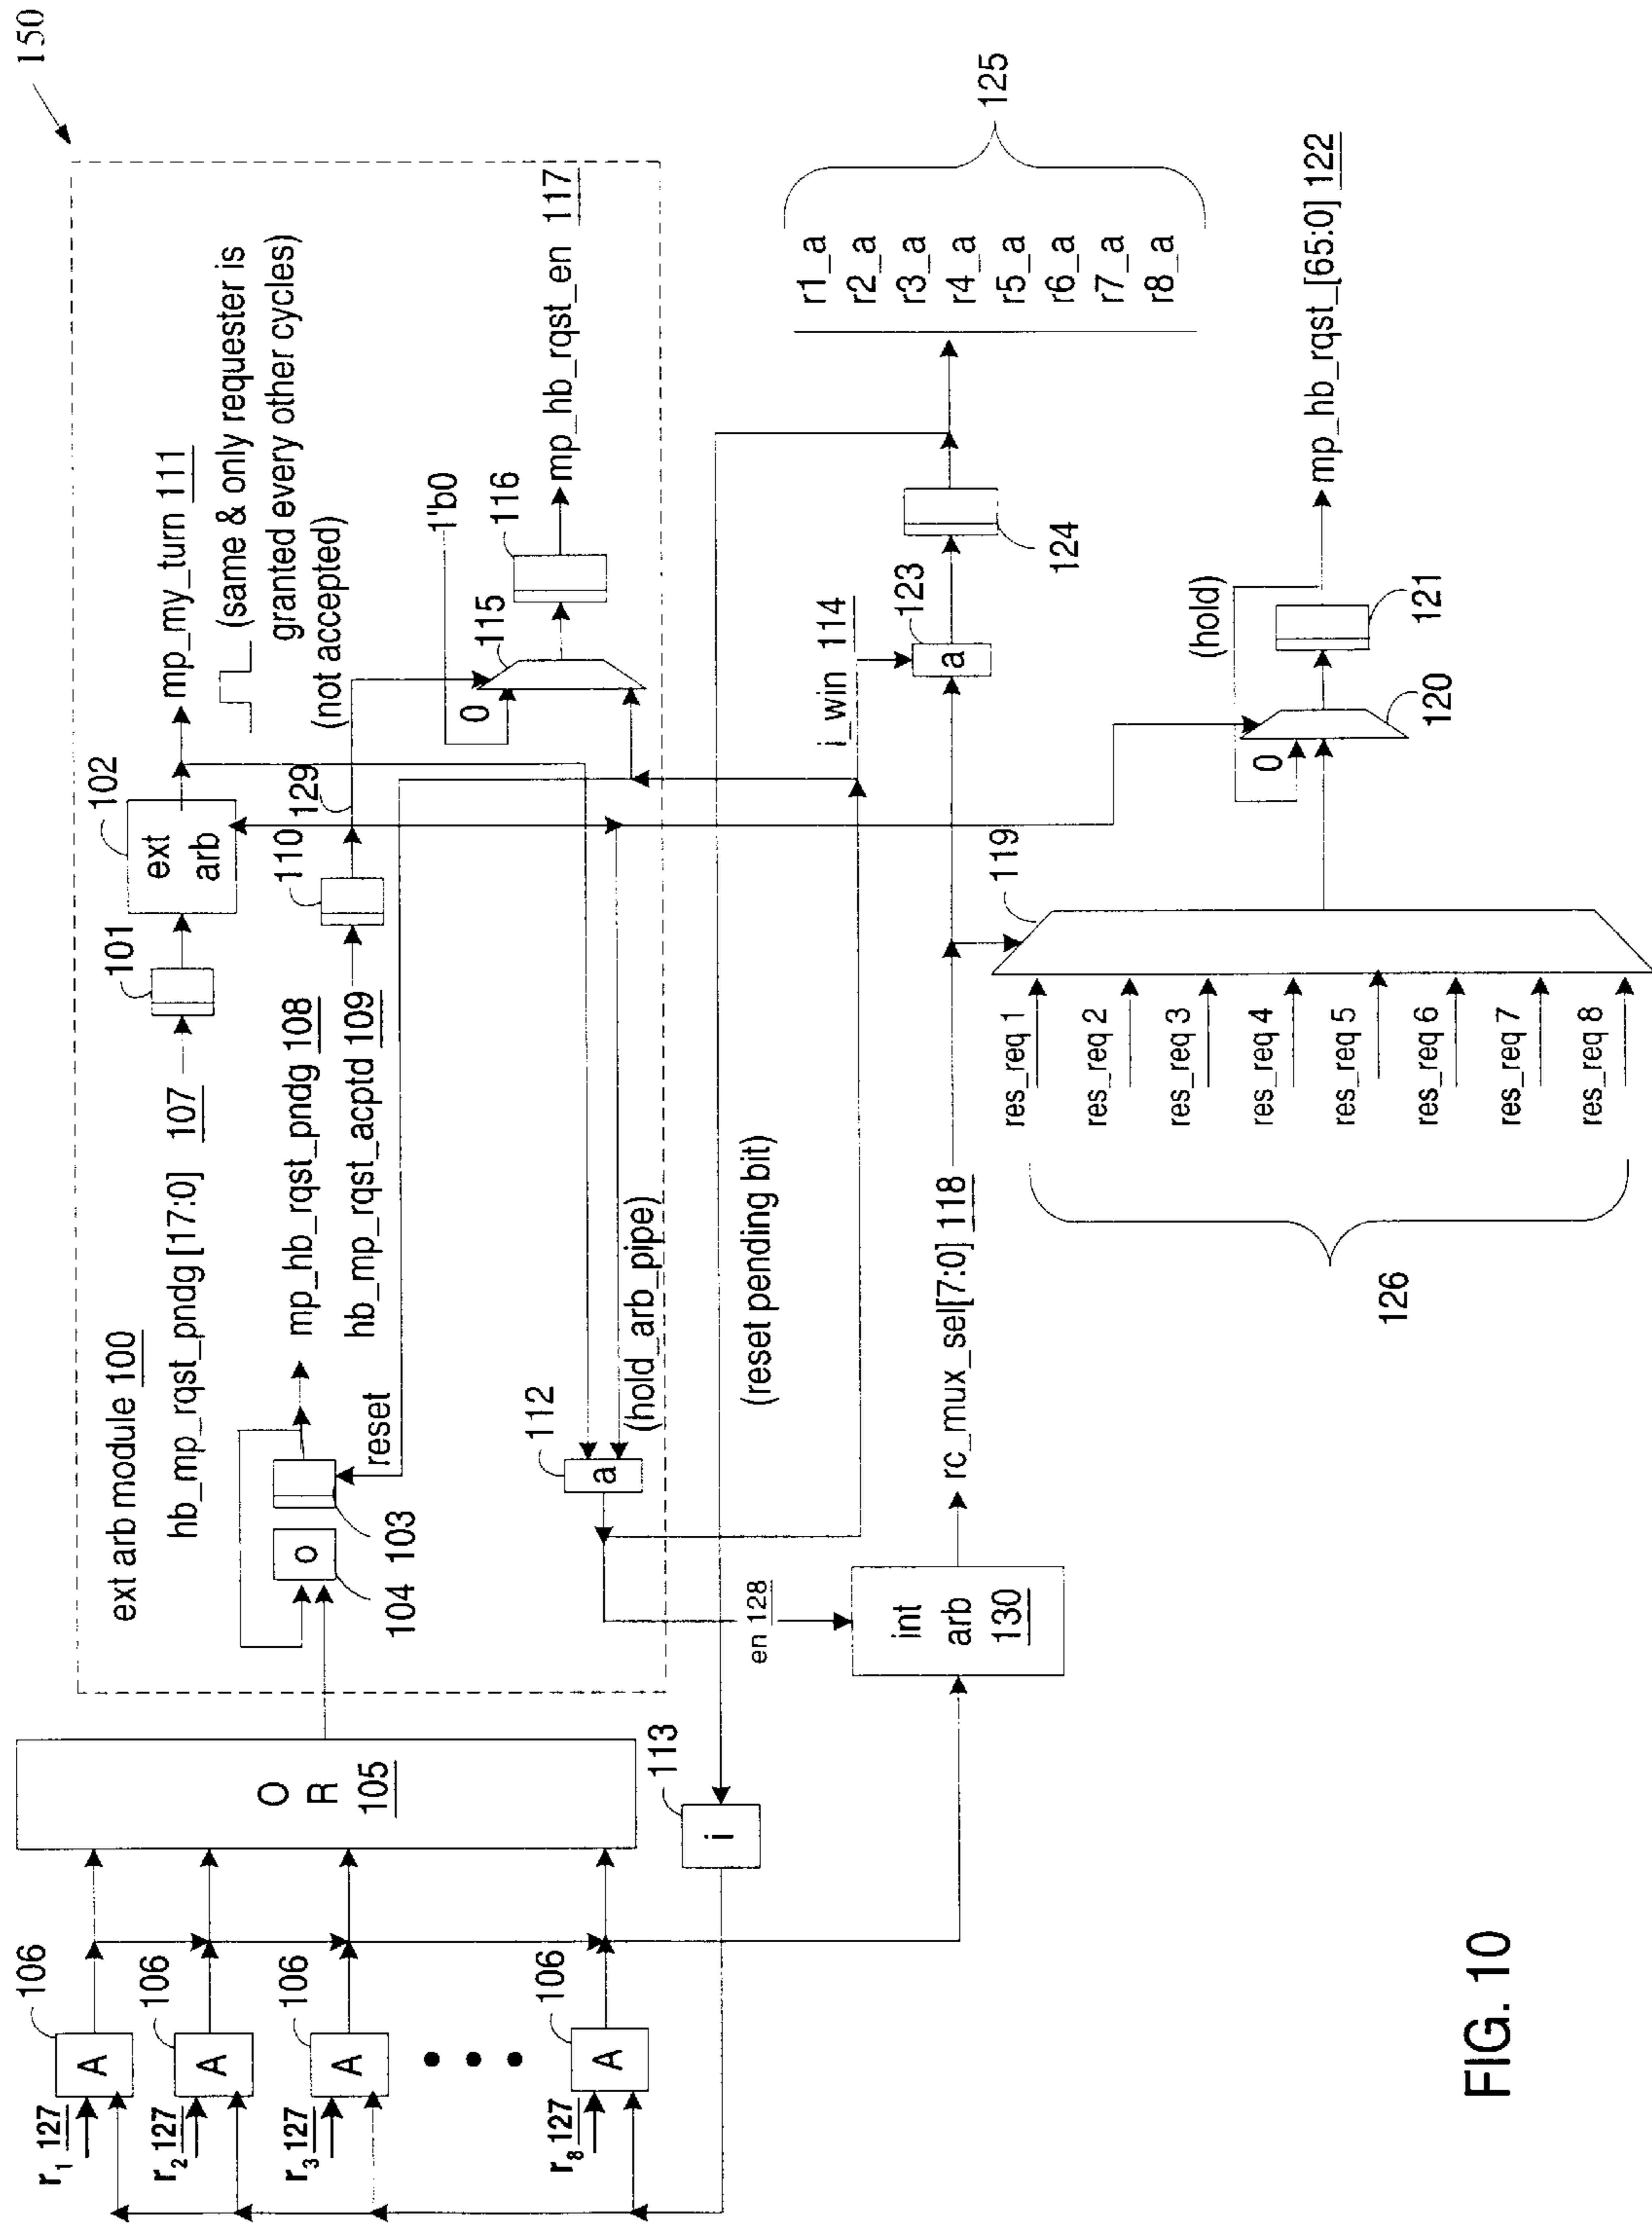 150
ext arb module 100
hb_mp_rqst_pndg [17:0] 107
101
ext
arb
102
mp_my_turn 111
(same & only requester is
granted every other cycles)
(not accepted)
mp_hb_rqst_pndg 108
hb_mp_rqst_acptd 109
110
129
1'b0
0
115
116
mp_hb_rqst_en 117
o
104
103
reset
112
a
(hold_arb_pipe)
O
R
105
106
A
r1 127
106
A
r2 127
106
A
r3 127
106
A
r8 127
113
i
(reset pending bit)
en 128
int
arb
130
rc_mux_sel[7:0] 118
i_win 114
123
a
124
r1_a
r2_a
r3_a
r4_a
r5_a
r6_a
r7_a
r8_a
125
119
res_req 1
res_req 2
res_req 3
res_req 4
res_req 5
res_req 6
res_req 7
res_req 8
126
(hold)
0
120
121
mp_hb_rqst_[65:0] 122
FIG. 10